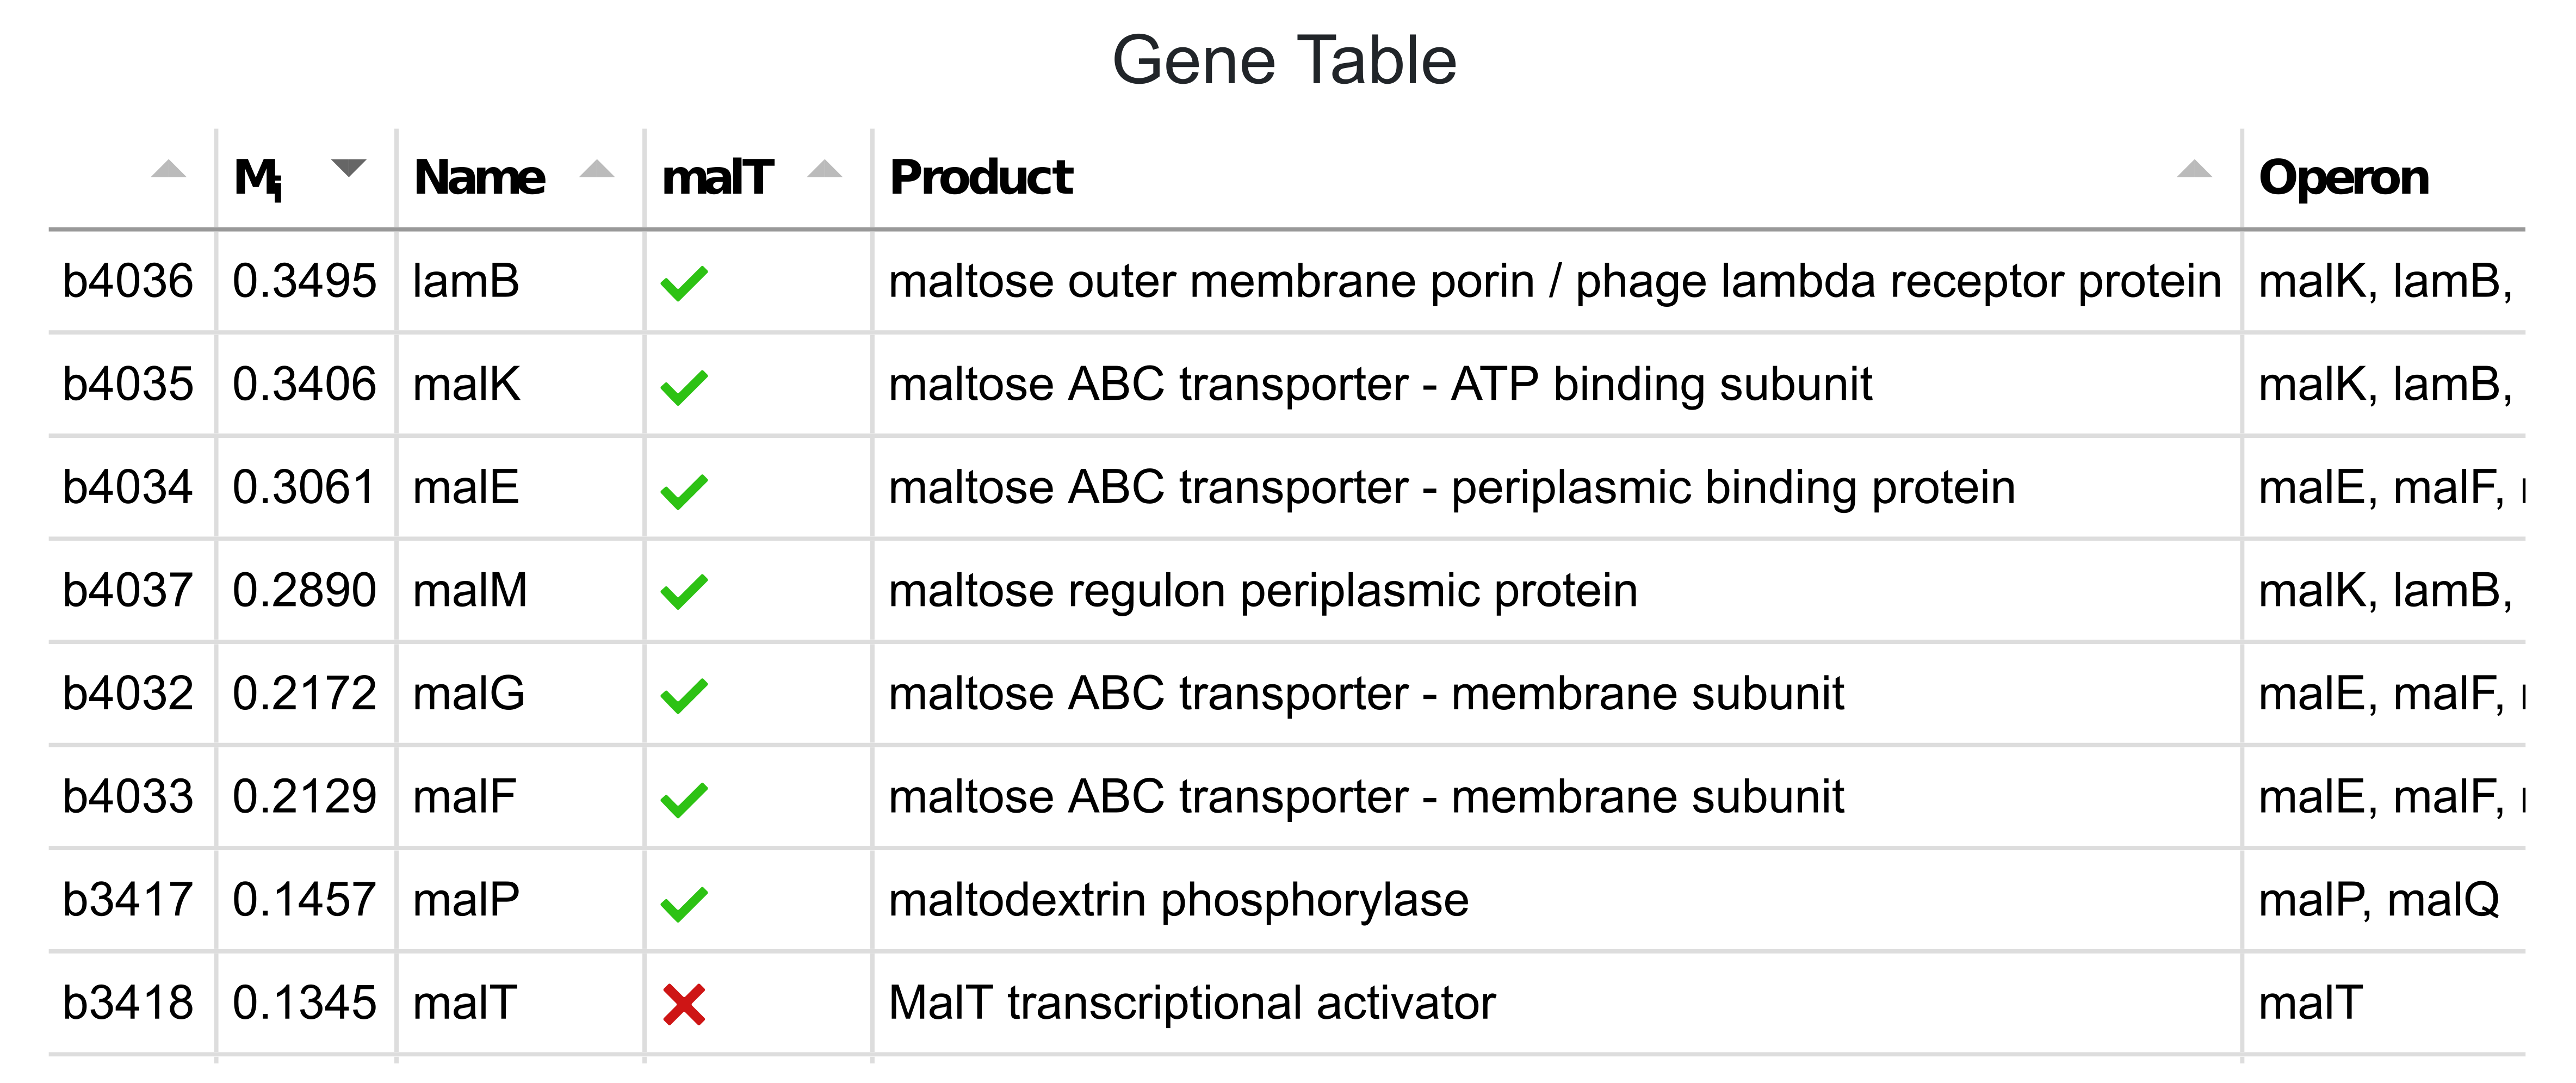 Gene Table
Mi Name malT Product Operon
b4036 0.3495 lamB ✔ maltose outer membrane porin / phage lambda receptor protein malK, lamB,
b4035 0.3406 malK ✔ maltose ABC transporter - ATP binding subunit malK, lamB,
b4034 0.3061 malE ✔ maltose ABC transporter - periplasmic binding protein malE, malF,
b4037 0.2890 malM ✔ maltose regulon periplasmic protein malK, lamB,
b4032 0.2172 malG ✔ maltose ABC transporter - membrane subunit malE, malF,
b4033 0.2129 malF ✔ maltose ABC transporter - membrane subunit malE, malF,
b3417 0.1457 malP ✔ maltodextrin phosphorylase malP, malQ
b3418 0.1345 malT ✖ MalT transcriptional activator malT